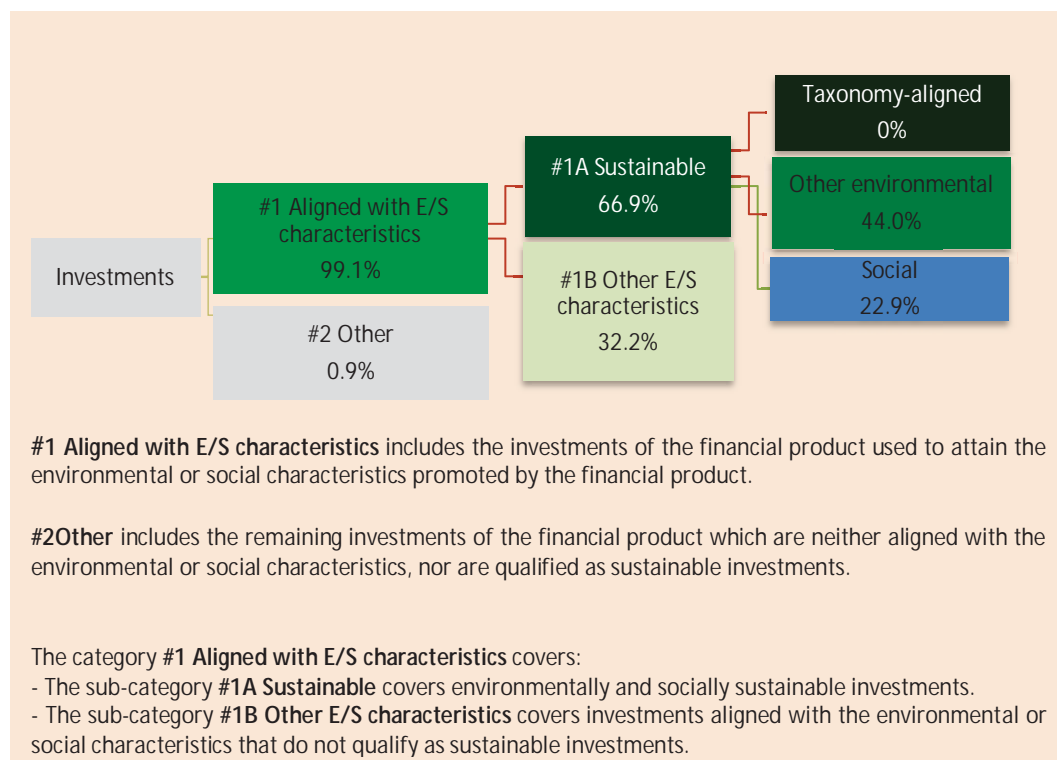 Taxonomy-aligned
0%
#1A Sustainable
66.9%
Other environmental
44.0%
#1 Aligned with E/S
characteristics
99.1%
Investments
#1B Other E/S
characteristics
32.2%
Social
22.9%
#2 Other
0.9%
#1 Aligned with E/S characteristics includes the investments of the financial product used to attain the
environmental or social characteristics promoted by the financial product.
#2Other includes the remaining investments of the financial product which are neither aligned with the
environmental or social characteristics, nor are qualified as sustainable investments.
The category #1 Aligned with E/S characteristics covers:
- The sub-category #1A Sustainable covers environmentally and socially sustainable investments.
- The sub-category #1B Other E/S characteristics covers investments aligned with the environmental or
social characteristics that do not qualify as sustainable investments.